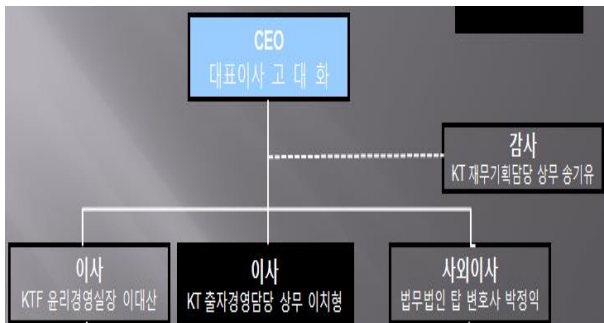 CEO
대표이사 고 대 화
감사
KT 재무기획담당 상무 송기유
이사
KTF 윤리경영실장 이대산
이사
KT 출자경영담당 상무 이치형
사외이사
법무법인 탑 변호사 박정익